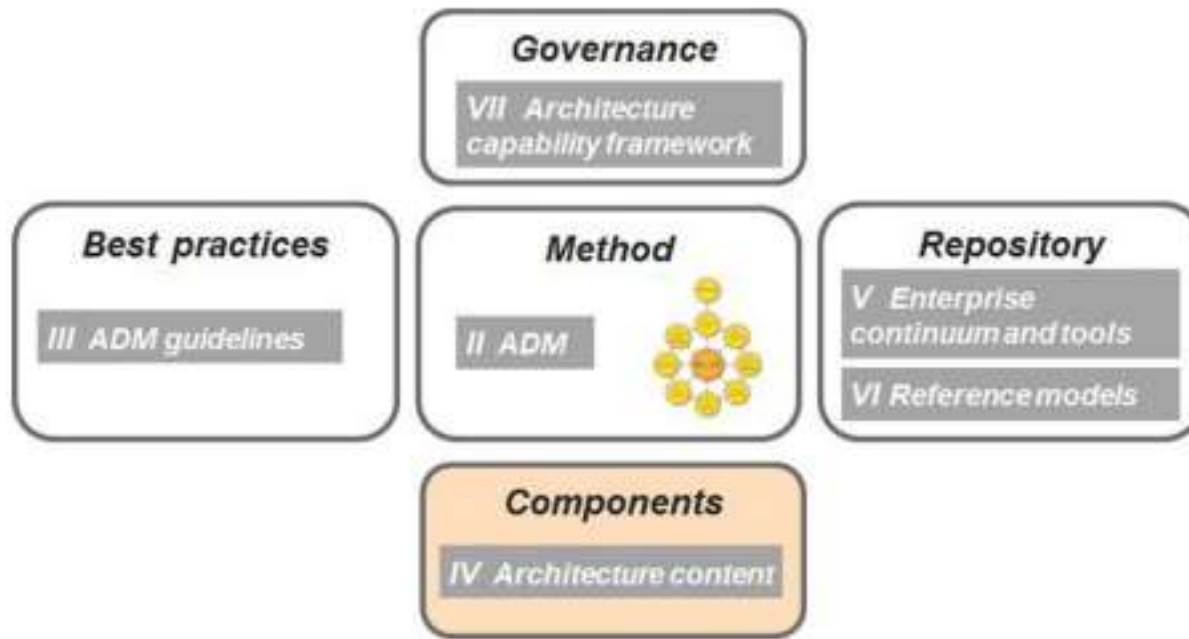 Governance
VII Architecture
capability framework
Best practices
III ADM guidelines
Method
II ADM
Repository
V Enterprise
continuum and tools
VI Reference models
Components
IV Architecture content